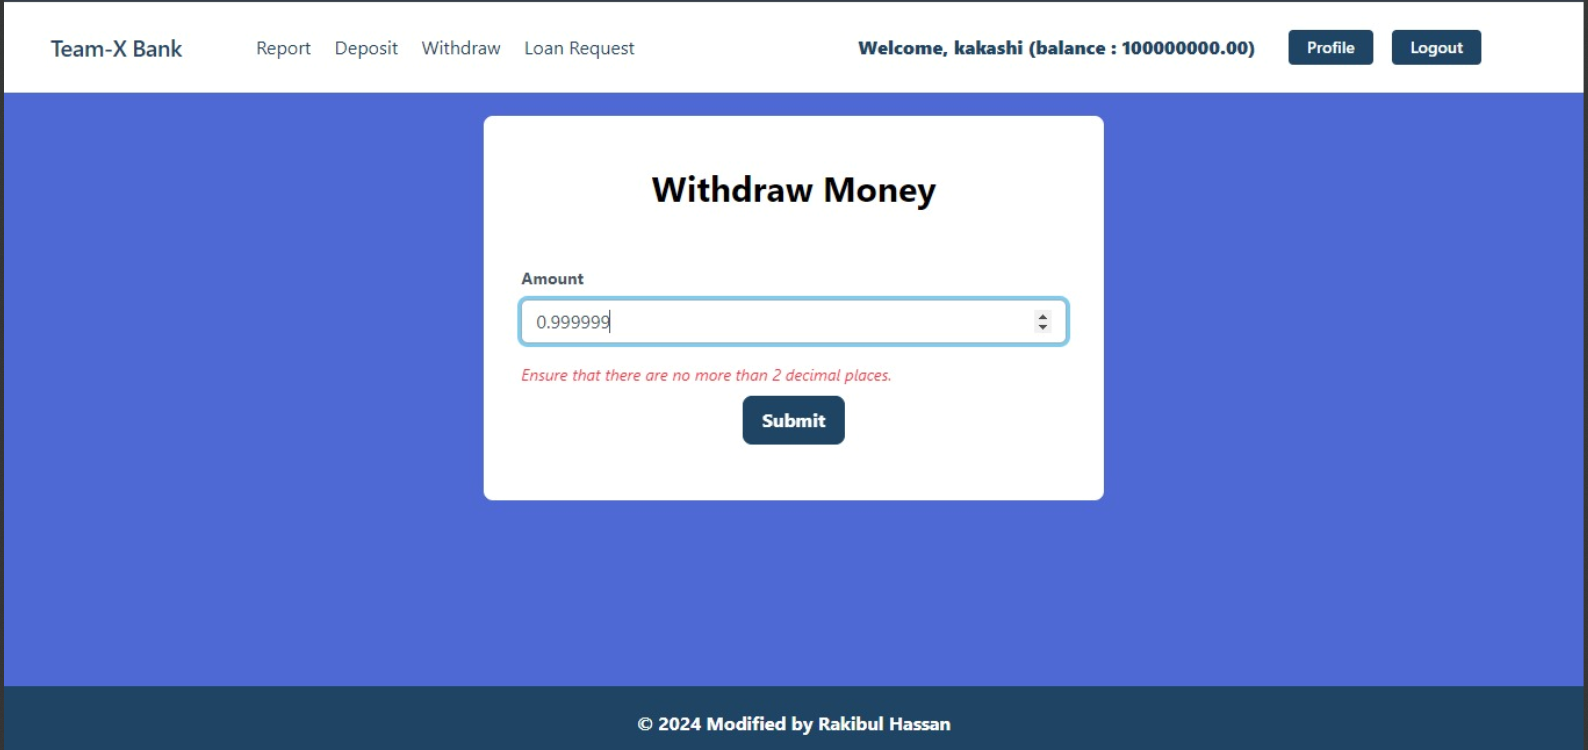 Team-X Bank Report Deposit Withdraw Loan Request Welcome, kakashi (balance : 100000000.00) Profile Logout
Withdraw Money
Amount
0.999999
Ensure that there are no more than 2 decimal places.
Submit
© 2024 Modified by Rakibul Hassan